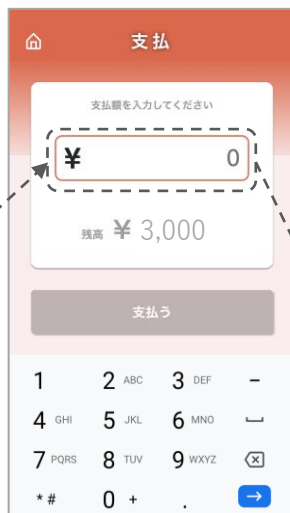 支払
支払額を入力してください
¥ 0
残高 ¥ 3,000
支払う
1 2 ABC 3 DEF −
4 GHI 5 JKL 6 MNO
7 PQRS 8 TUV 9 WXYZ
* # 0 + .